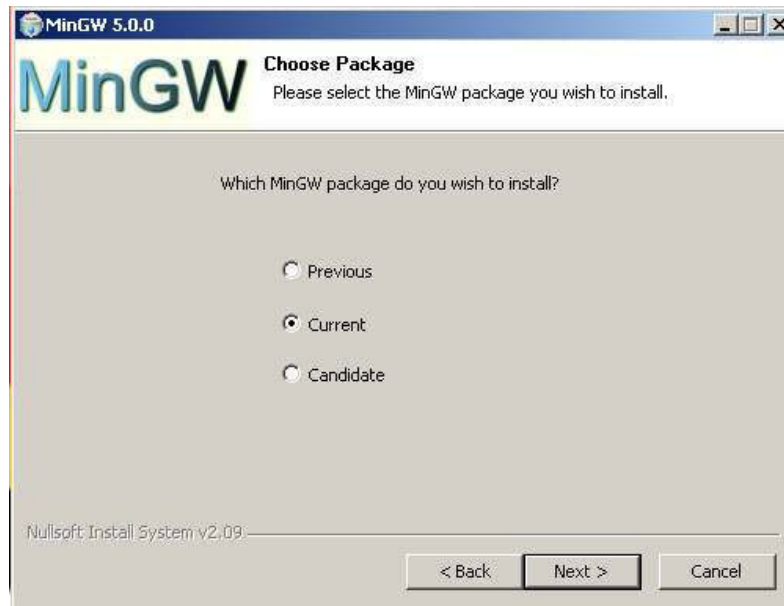 MinGW 5.0.0
MinGW
Choose Package
Please select the MinGW package you wish to install.
Which MinGW package do you wish to install?
Previous
Current
Candidate
Nullsoft Install System v2.09
< Back
Next >
Cancel